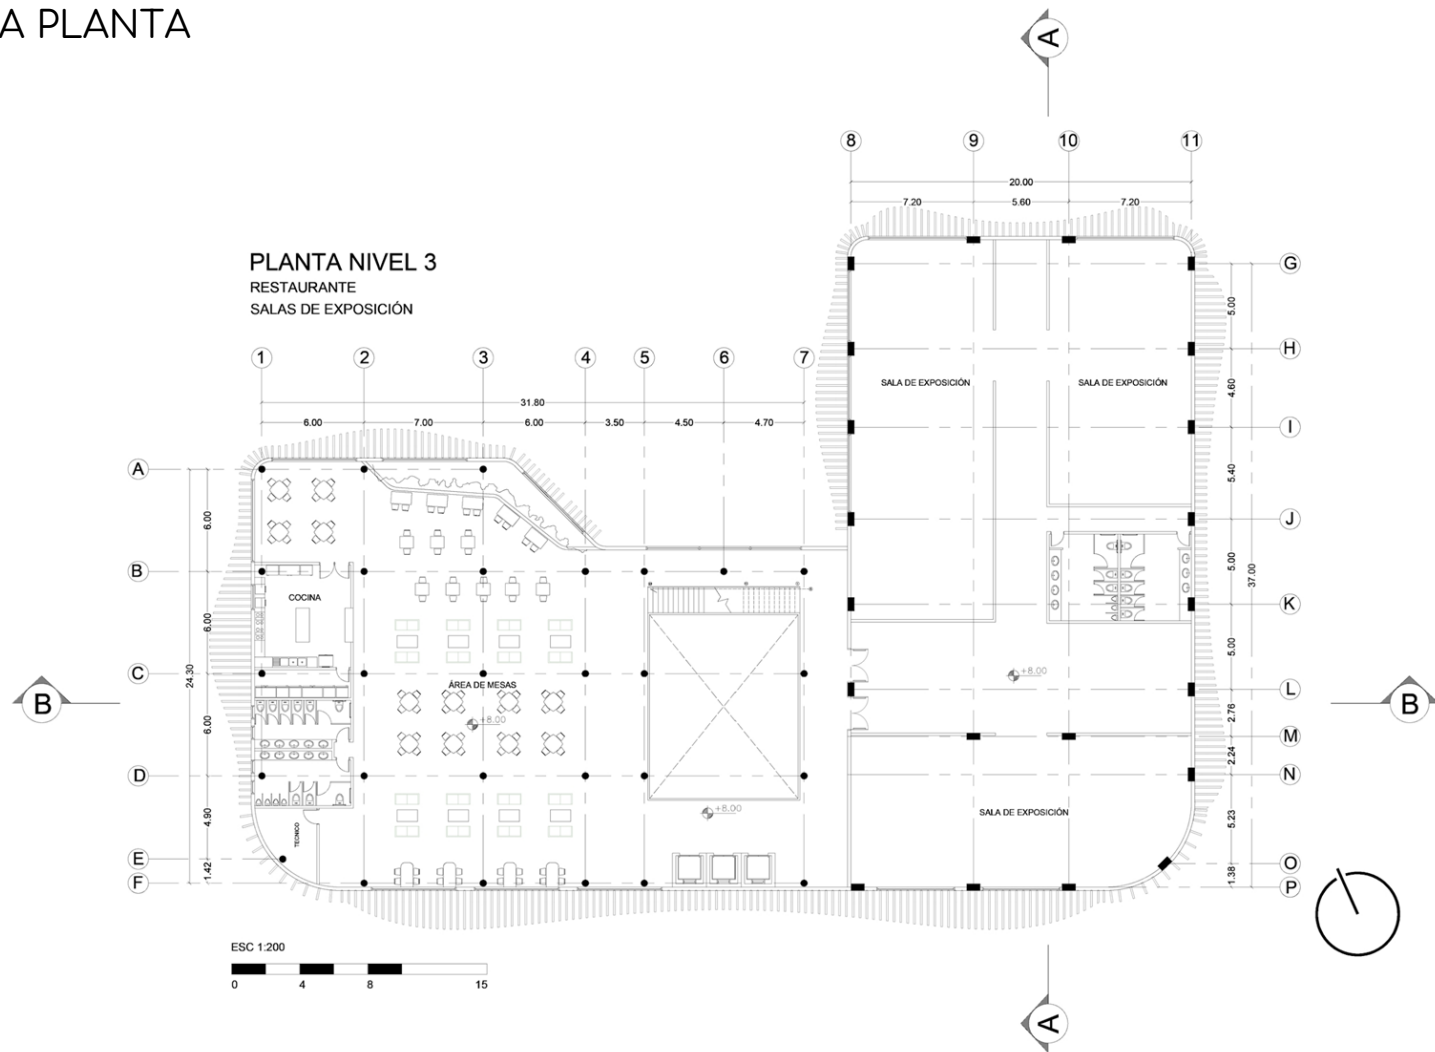 A PLANTA
A
8 9 10 11
20.00
7.20 5.60 7.20
PLANTA NIVEL 3
RESTAURANTE
SALAS DE EXPOSICIÓN
G
5.00
H
1 2 3 4 5 6 7
SALA DE EXPOSICIÓN SALA DE EXPOSICIÓN
4.60
31.80
6.00 7.00 6.00 3.50 4.50 4.70
I
A
5.40
6.00
J
B
5.00
37.00
COCINA
K
6.00
5.00
C
24.30
ÁREA DE MESAS
+8.00
L
B
B
2.76
6.00
+8.00
M
2.24
D
N
+8.00
SALA DE EXPOSICIÓN
4.90
5.23
TECNICO
E
O
1.42
1.38
F
P
ESC 1:200
0 4 8 15
A